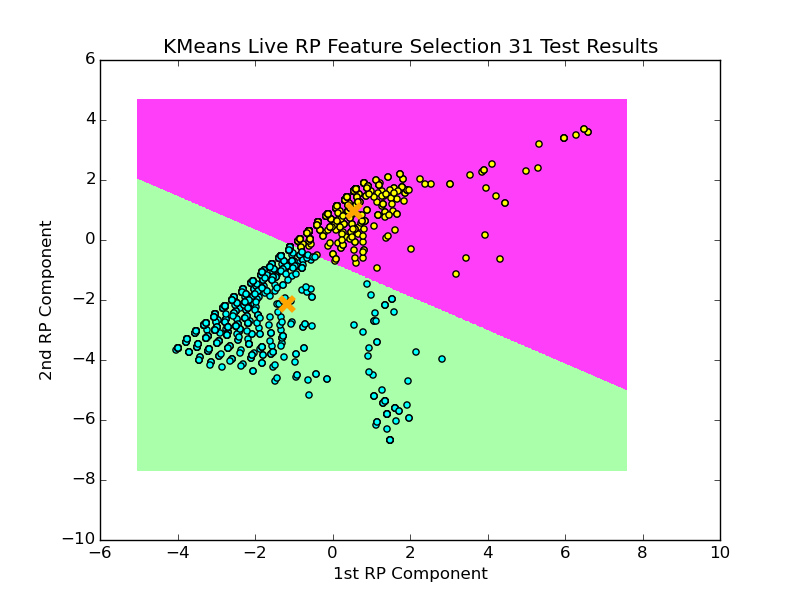 KMeans Live RP Feature Selection 31 Test Results
6
4
2
0
−2
−4
−6
−8
−10
2nd RP Component
−6 −4 −2 0 2 4 6 8 10
1st RP Component